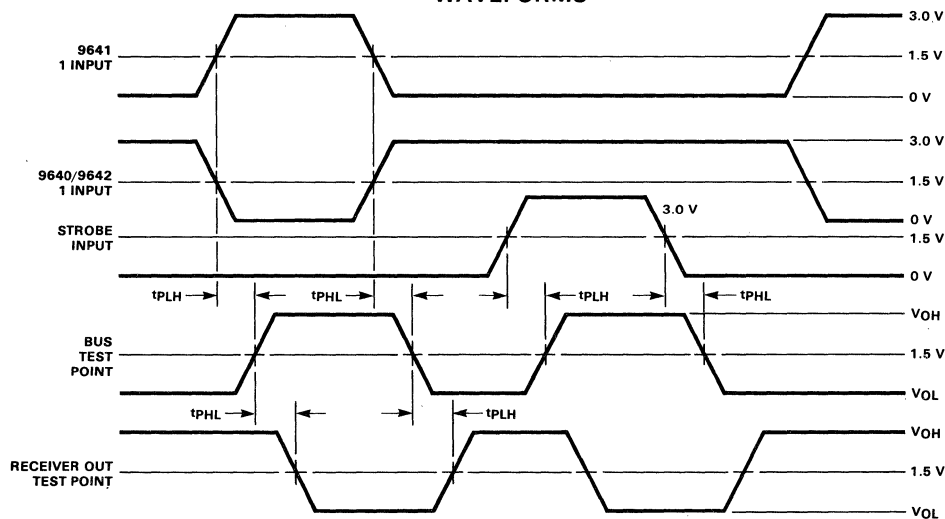 WAVEFORMS
3.0 V
9641
1 INPUT
1.5 V
0 V
3.0 V
9640/9642
1 INPUT
1.5 V
0 V
STROBE
INPUT
3.0 V
1.5 V
0 V
tPLH
tPHL
tPLH
tPHL
VOH
BUS
TEST
POINT
1.5 V
VOL
tPHL
tPLH
VOH
RECEIVER OUT
TEST POINT
1.5 V
VOL